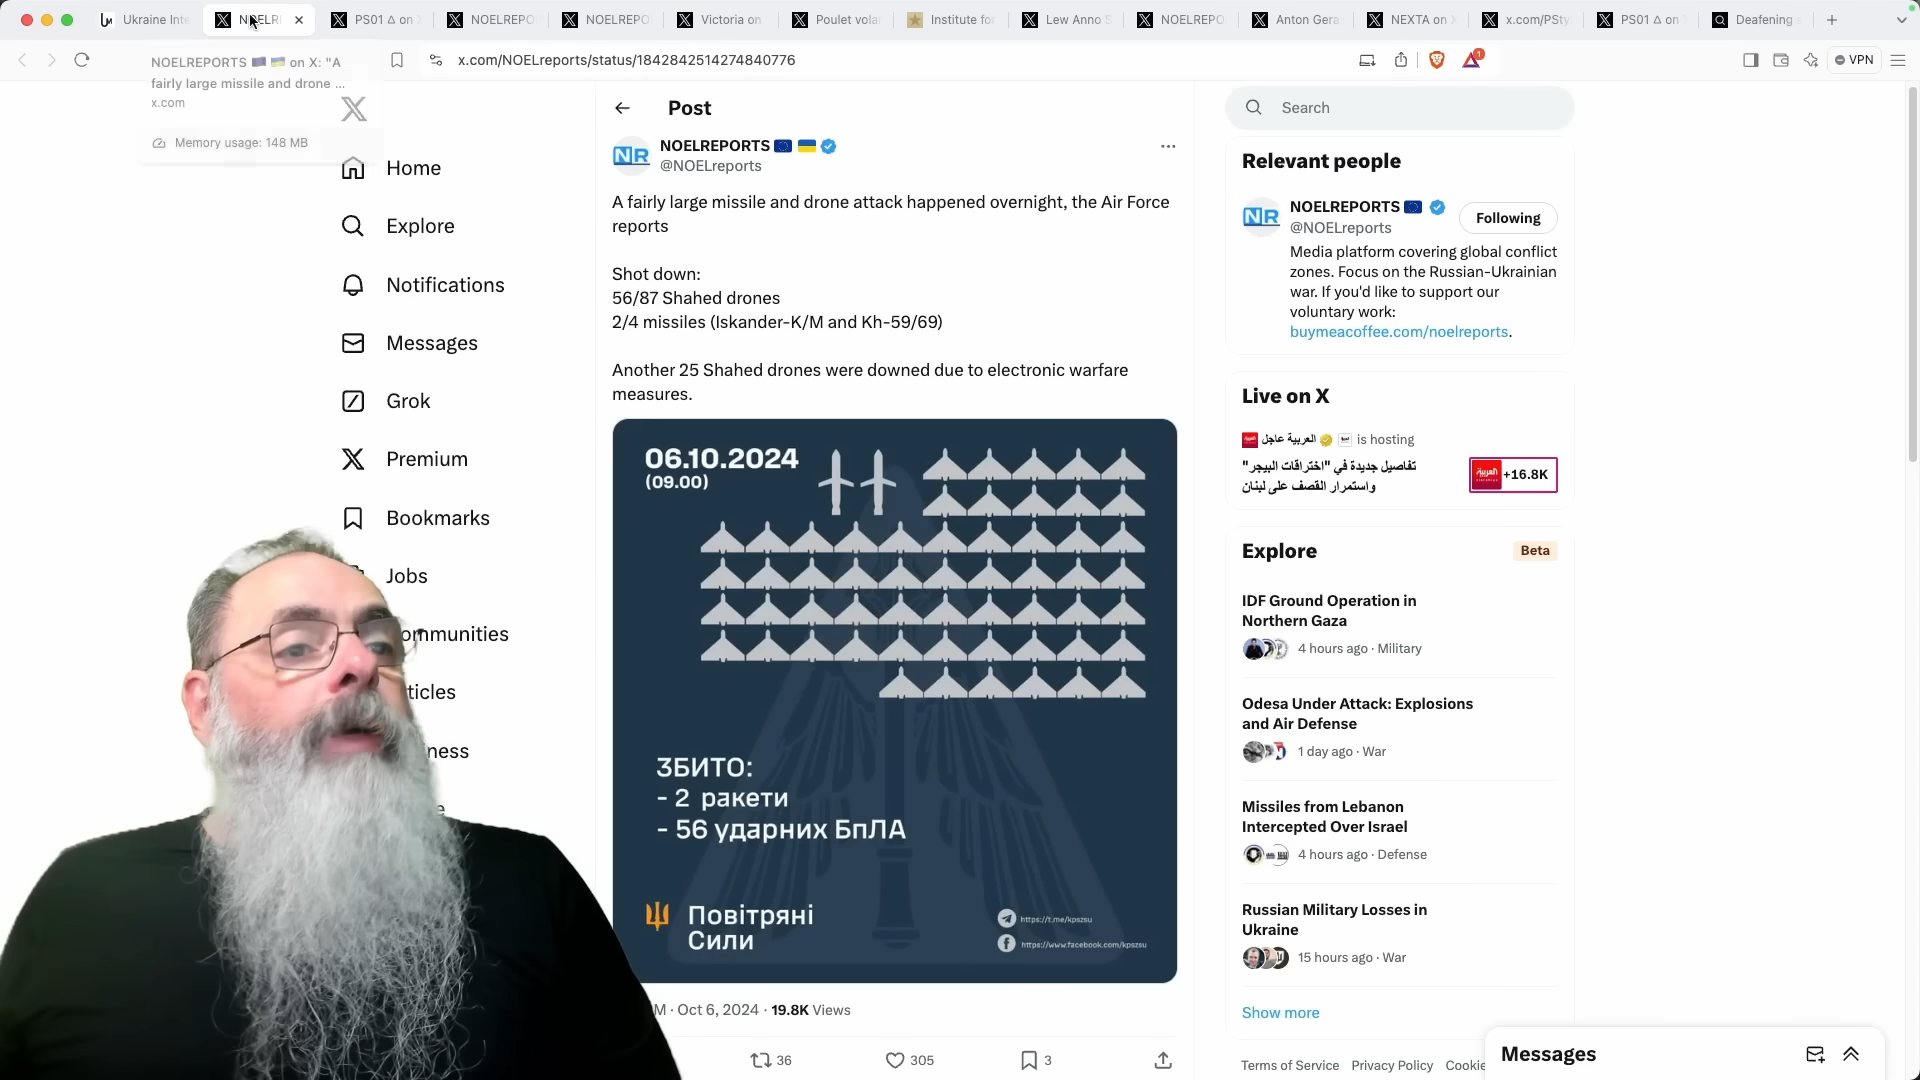 Ukraine Inte
NOELRE
PS01 Δ on X
NOELREPO
NOELREPO
Victoria on
Poulet vola
Institute for
Lew Anno S
NOELREPO
Anton Gera
NEXTA on X
x.com/PSty
PS01 Δ on X
Deafening s
x.com/NOELreports/status/1842842514274840776
1
VPN
NOELREPORTS 🇪🇺 🇺🇦 on X: "A
fairly large missile and drone ...
x.com
Memory usage: 148 MB
Home
Explore
Notifications
Messages
Grok
Premium
Bookmarks
Jobs
ommunities
ticles
ness
e
Post
NOELREPORTS 🇪🇺 🇺🇦
@NOELreports
A fairly large missile and drone attack happened overnight, the Air Force
reports
Shot down:
56/87 Shahed drones
2/4 missiles (Iskander-K/M and Kh-59/69)
Another 25 Shahed drones were downed due to electronic warfare
measures.
06.10.2024
(09.00)
ЗБИТО:
- 2 ракети
- 56 ударних БпЛА
Повітряні
Сили
https://t.me/kpszsu
https://www.facebook.com/kpszsu
M · Oct 6, 2024 · 19.8K Views
36
305
3
Search
Relevant people
NOELREPORTS 🇪🇺
@NOELreports
Following
Media platform covering global conflict
zones. Focus on the Russian-Ukrainian
war. If you'd like to support our
voluntary work:
buymeacoffee.com/noelreports.
Live on X
العربية عاجل is hosting
تفاصيل جديدة في "اختراقات البيجر"
واستمرار القصف على لبنان
العربية
+16.8K
Explore
Beta
IDF Ground Operation in
Northern Gaza
4 hours ago · Military
Odesa Under Attack: Explosions
and Air Defense
1 day ago · War
Missiles from Lebanon
Intercepted Over Israel
4 hours ago · Defense
Russian Military Losses in
Ukraine
15 hours ago · War
Show more
Terms of Service Privacy Policy Cookie
Messages